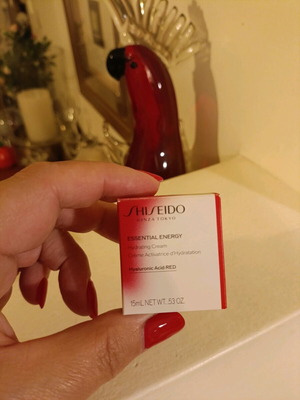 SHISEIDO
GINZA TOKYO
ESSENTIAL ENERGY
Hydrating Cream
Crème Activatrice d'Hydratation
Hyaluronic Acid RED
15mL NET WT. .53 OZ.